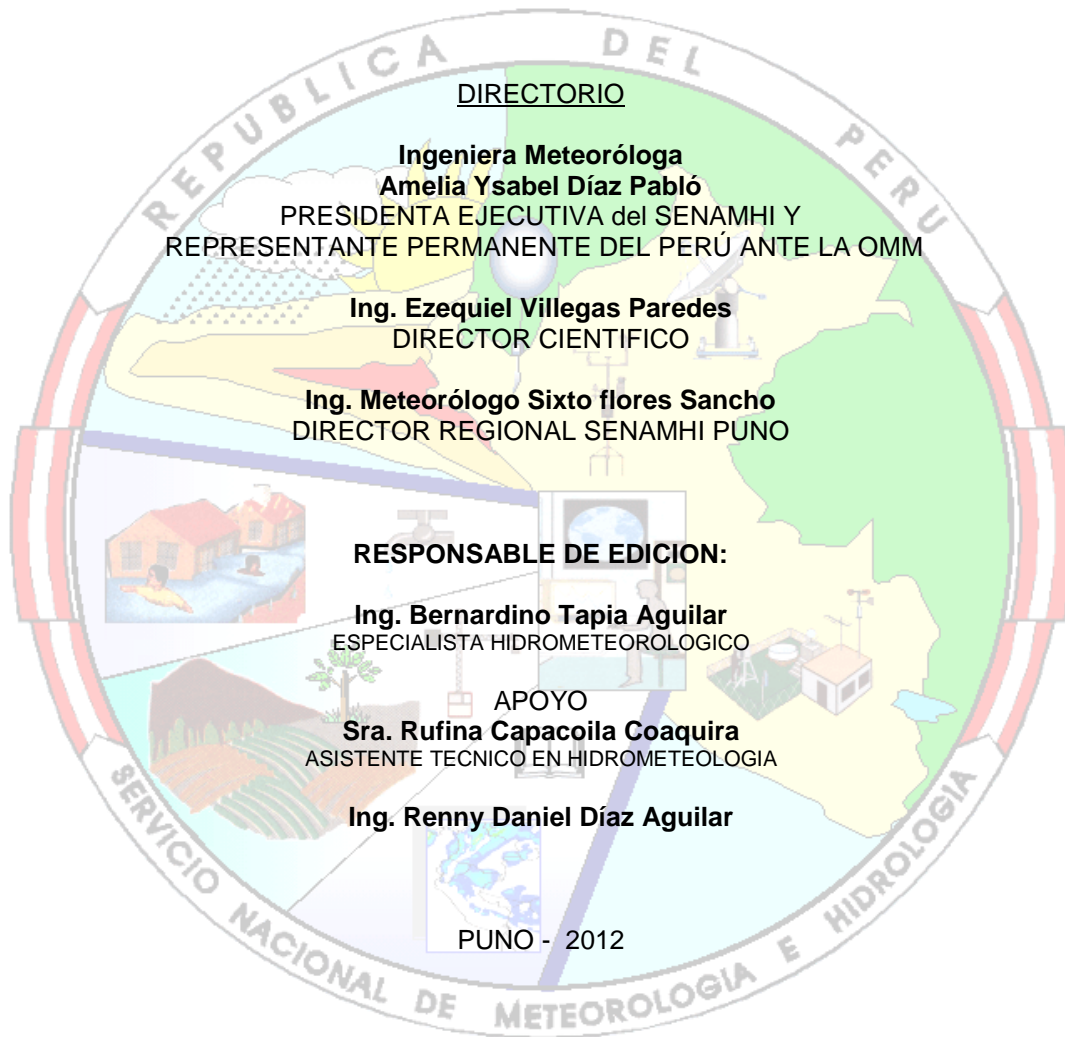 REPUBLICA DEL PERU
DIRECTORIO
Ingeniera Meteoróloga
Amelia Ysabel Díaz Pabló
PRESIDENTA EJECUTIVA del SENAMHI Y
REPRESENTANTE PERMANENTE DEL PERÚ ANTE LA OMM
Ing. Ezequiel Villegas Paredes
DIRECTOR CIENTIFICO
Ing. Meteorólogo Sixto flores Sancho
DIRECTOR REGIONAL SENAMHI PUNO
RESPONSABLE DE EDICION:
Ing. Bernardino Tapia Aguilar
ESPECIALISTA HIDROMETEOROLOGICO
APOYO
Sra. Rufina Capacoila Coaquira
ASISTENTE TECNICO EN HIDROMETEOLOGIA
Ing. Renny Daniel Díaz Aguilar
PUNO - 2012
SERVICIO NACIONAL DE METEOROLOGIA E HIDROLOGIA